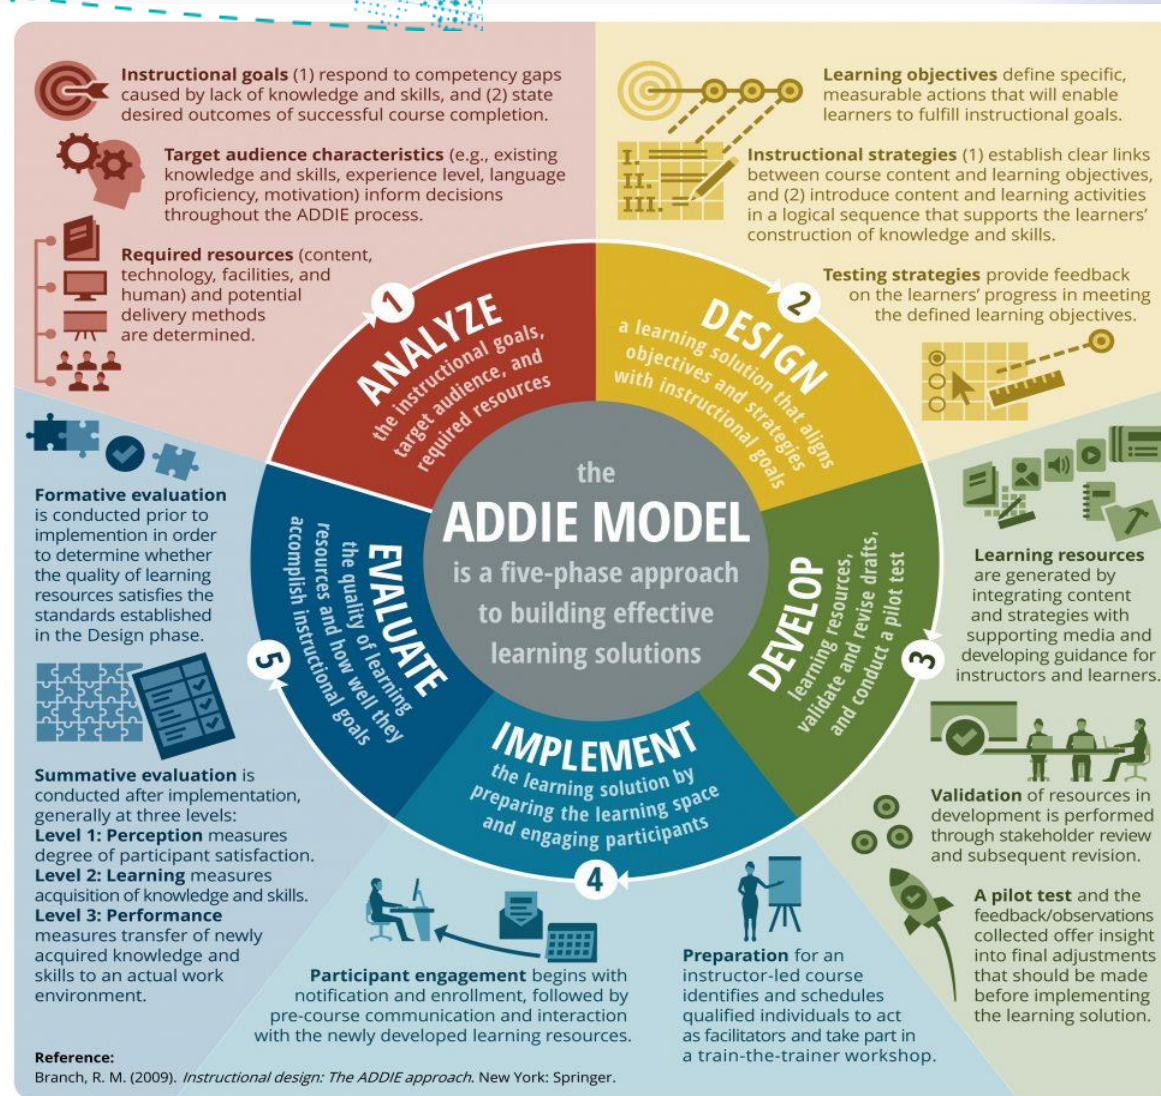 Instructional goals (1) respond to competency gaps
caused by lack of knowledge and skills, and (2) state
desired outcomes of successful course completion.
Target audience characteristics (e.g., existing
knowledge and skills, experience level, language
proficiency, motivation) inform decisions
throughout the ADDIE process.
Required resources (content,
technology, facilities, and
human) and potential
delivery methods
are determined.
Learning objectives define specific,
measurable actions that will enable
learners to fulfill instructional goals.
I.
II.
III.
Instructional strategies (1) establish clear links
between course content and learning objectives,
and (2) introduce content and learning activities
in a logical sequence that supports the learners'
construction of knowledge and skills.
Testing strategies provide feedback
on the learners' progress in meeting
the defined learning objectives.
1
ANALYZE
the instructional goals,
target audience, and
required resources
2
DESIGN
a learning solution that aligns
objectives and strategies
with instructional goals
the
ADDIE MODEL
is a five-phase approach
to building effective
learning solutions
3
DEVELOP
learning resources,
validate and revise drafts,
and conduct a pilot test
4
IMPLEMENT
the learning solution by
preparing the learning space
and engaging participants
5
EVALUATE
the quality of learning
resources and how well they
accomplish instructional goals
Learning resources
are generated by
integrating content
and strategies with
supporting media and
developing guidance for
instructors and learners.
Validation of resources in
development is performed
through stakeholder review
and subsequent revision.
A pilot test and the
feedback/observations
collected offer insight
into final adjustments
that should be made
before implementing
the learning solution.
Preparation for an
instructor-led course
identifies and schedules
qualified individuals to act
as facilitators and take part in
a train-the-trainer workshop.
Participant engagement begins with
notification and enrollment, followed by
pre-course communication and interaction
with the newly developed learning resources.
Formative evaluation
is conducted prior to
implemention in order
to determine whether
the quality of learning
resources satisfies the
standards established
in the Design phase.
Summative evaluation is
conducted after implementation,
generally at three levels:
Level 1: Perception measures
degree of participant satisfaction.
Level 2: Learning measures
acquisition of knowledge and skills.
Level 3: Performance
measures transfer of newly
acquired knowledge and
skills to an actual work
environment.
Reference:
Branch, R. M. (2009). Instructional design: The ADDIE approach. New York: Springer.